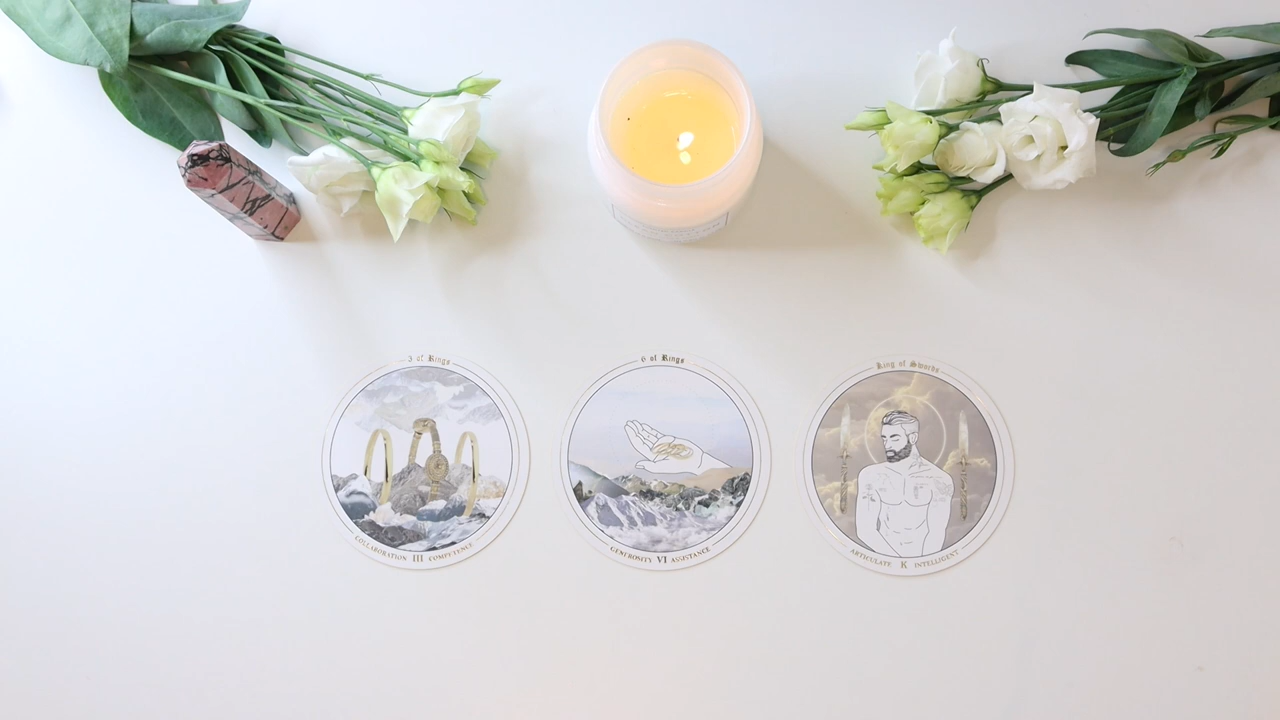 3 of Rings
COLLABORATION III COMPETENCE
6 of Rings
GENEROSITY VI ASSISTANCE
King of Swords
ARTICULATE K INTELLIGENT